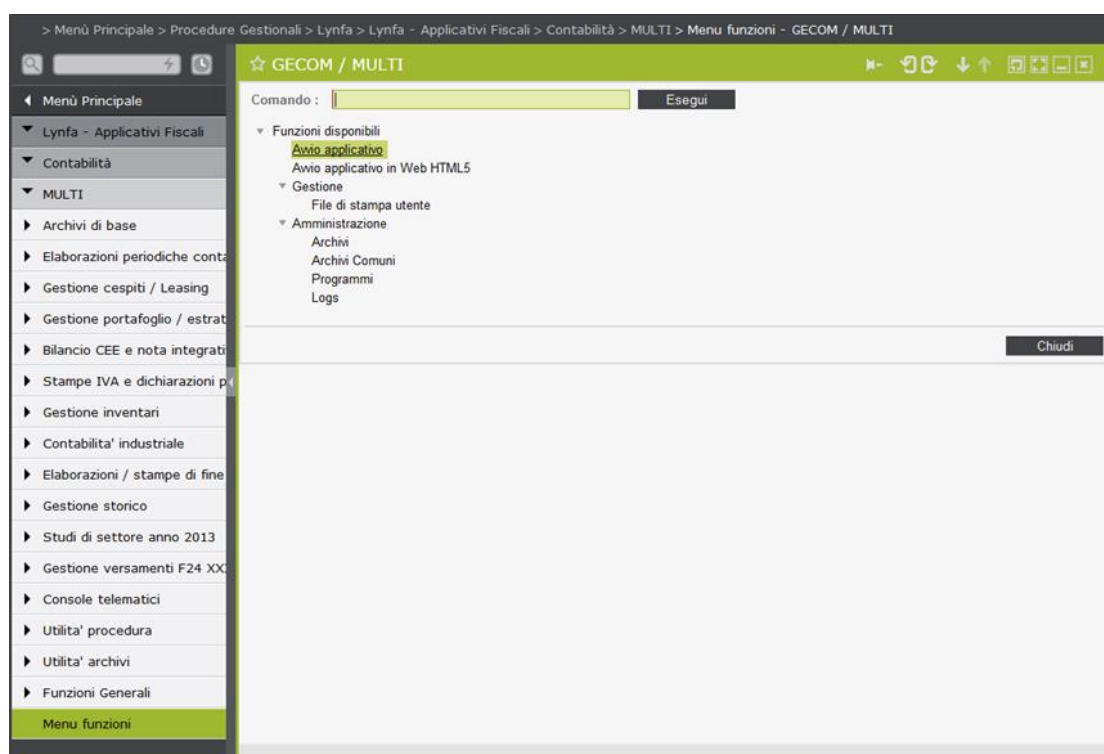 > Menù Principale > Procedure Gestionali > Lynfa > Lynfa - Applicativi Fiscali > Contabilità > MULTI > Menu funzioni - GECOM / MULTI
GECOM / MULTI
Menù Principale
Lynfa - Applicativi Fiscali
Contabilità
MULTI
Archivi di base
Elaborazioni periodiche conta
Gestione cespiti / Leasing
Gestione portafoglio / estrat
Bilancio CEE e nota integrati
Stampe IVA e dichiarazioni p
Gestione inventari
Contabilita' industriale
Elaborazioni / stampe di fine
Gestione storico
Studi di settore anno 2013
Gestione versamenti F24 XX
Console telematici
Utilita' procedura
Utilita' archivi
Funzioni Generali
Menu funzioni
Comando :
Esegui
Funzioni disponibili
Avvio applicativo
Avvio applicativo in Web HTML5
Gestione
File di stampa utente
Amministrazione
Archivi
Archivi Comuni
Programmi
Logs
Chiudi